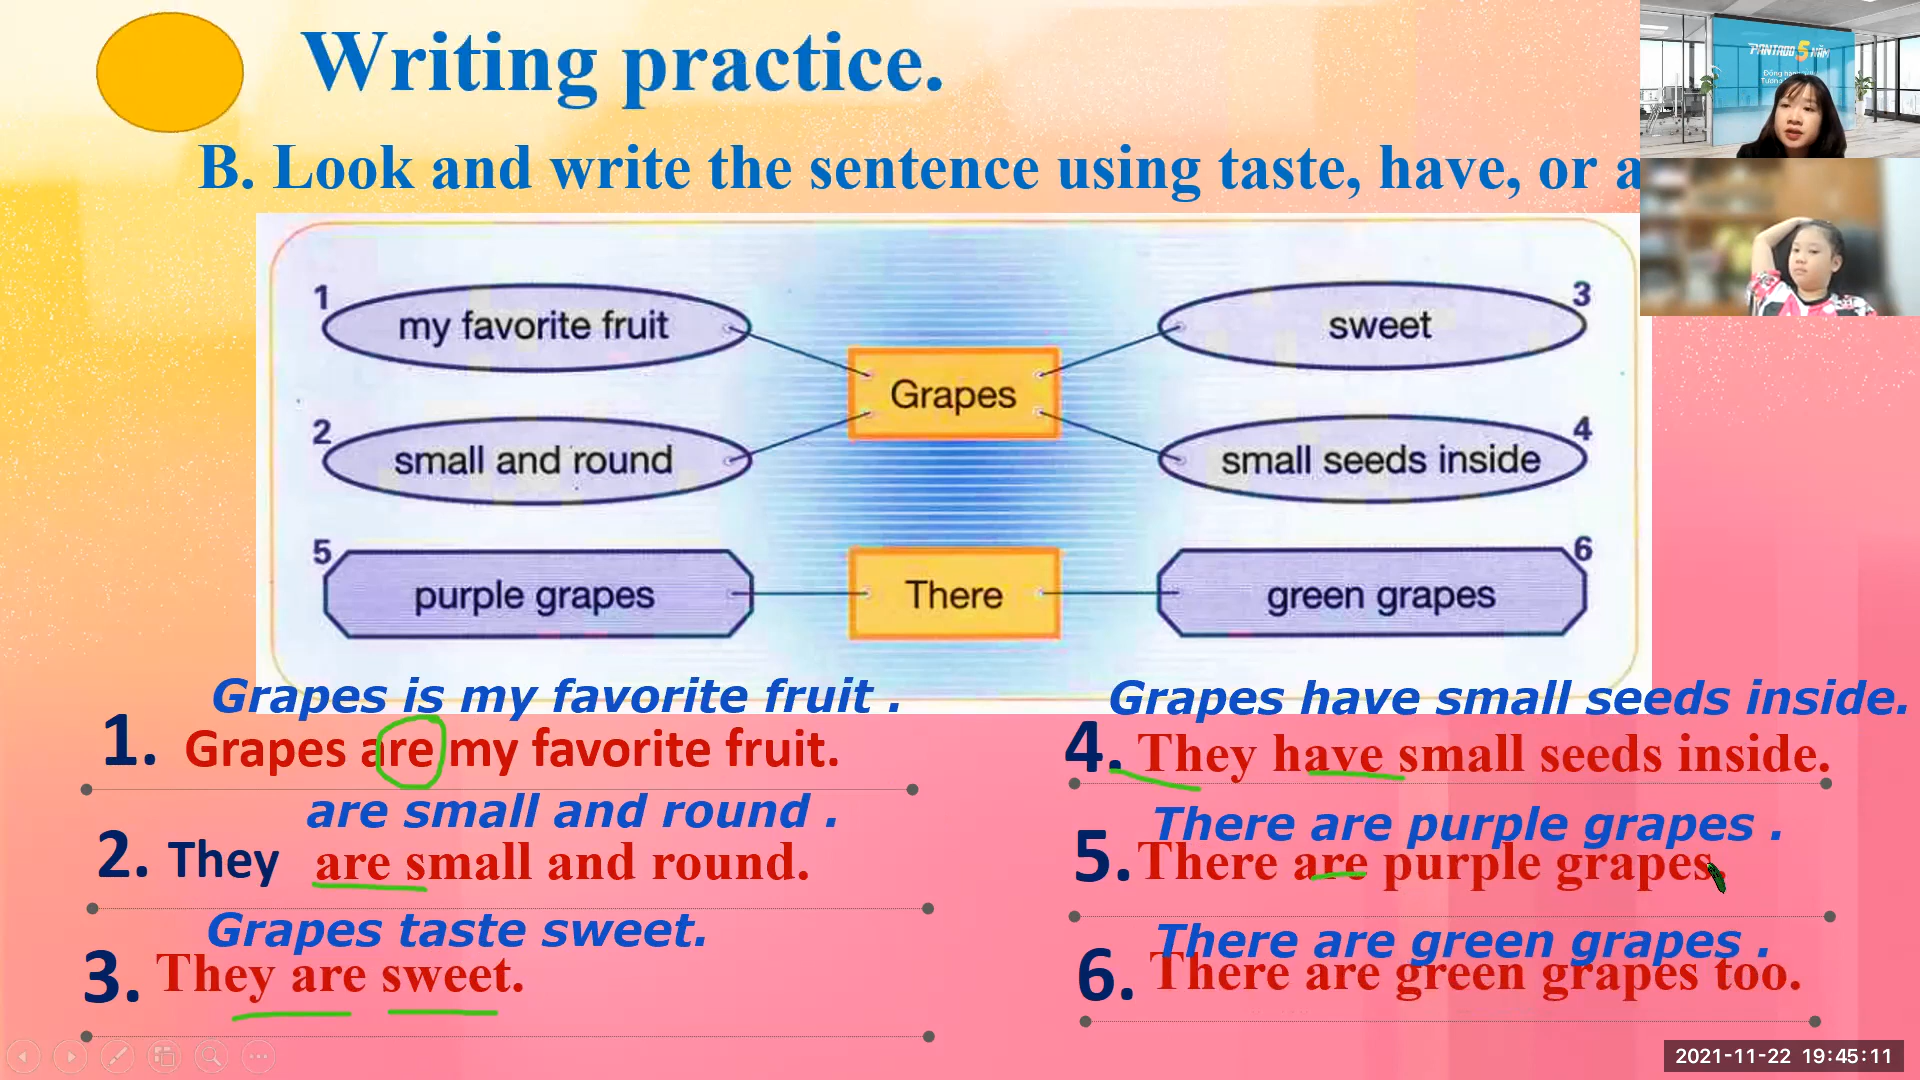 Writing practice.
B. Look and write the sentence using taste, have, or a
PANTADO 5 NĂM
1
my favorite fruit
3
sweet
Grapes
2
small and round
4
small seeds inside
5
purple grapes
There
6
green grapes
Grapes is my favorite fruit .
1. Grapes are my favorite fruit.
are small and round .
2. They are small and round.
Grapes taste sweet.
3. They are sweet.
Grapes have small seeds inside.
4. They have small seeds inside.
There are purple grapes .
5. There are purple grapes.
There are green grapes .
6. There are green grapes too.
2021-11-22 19:45:11